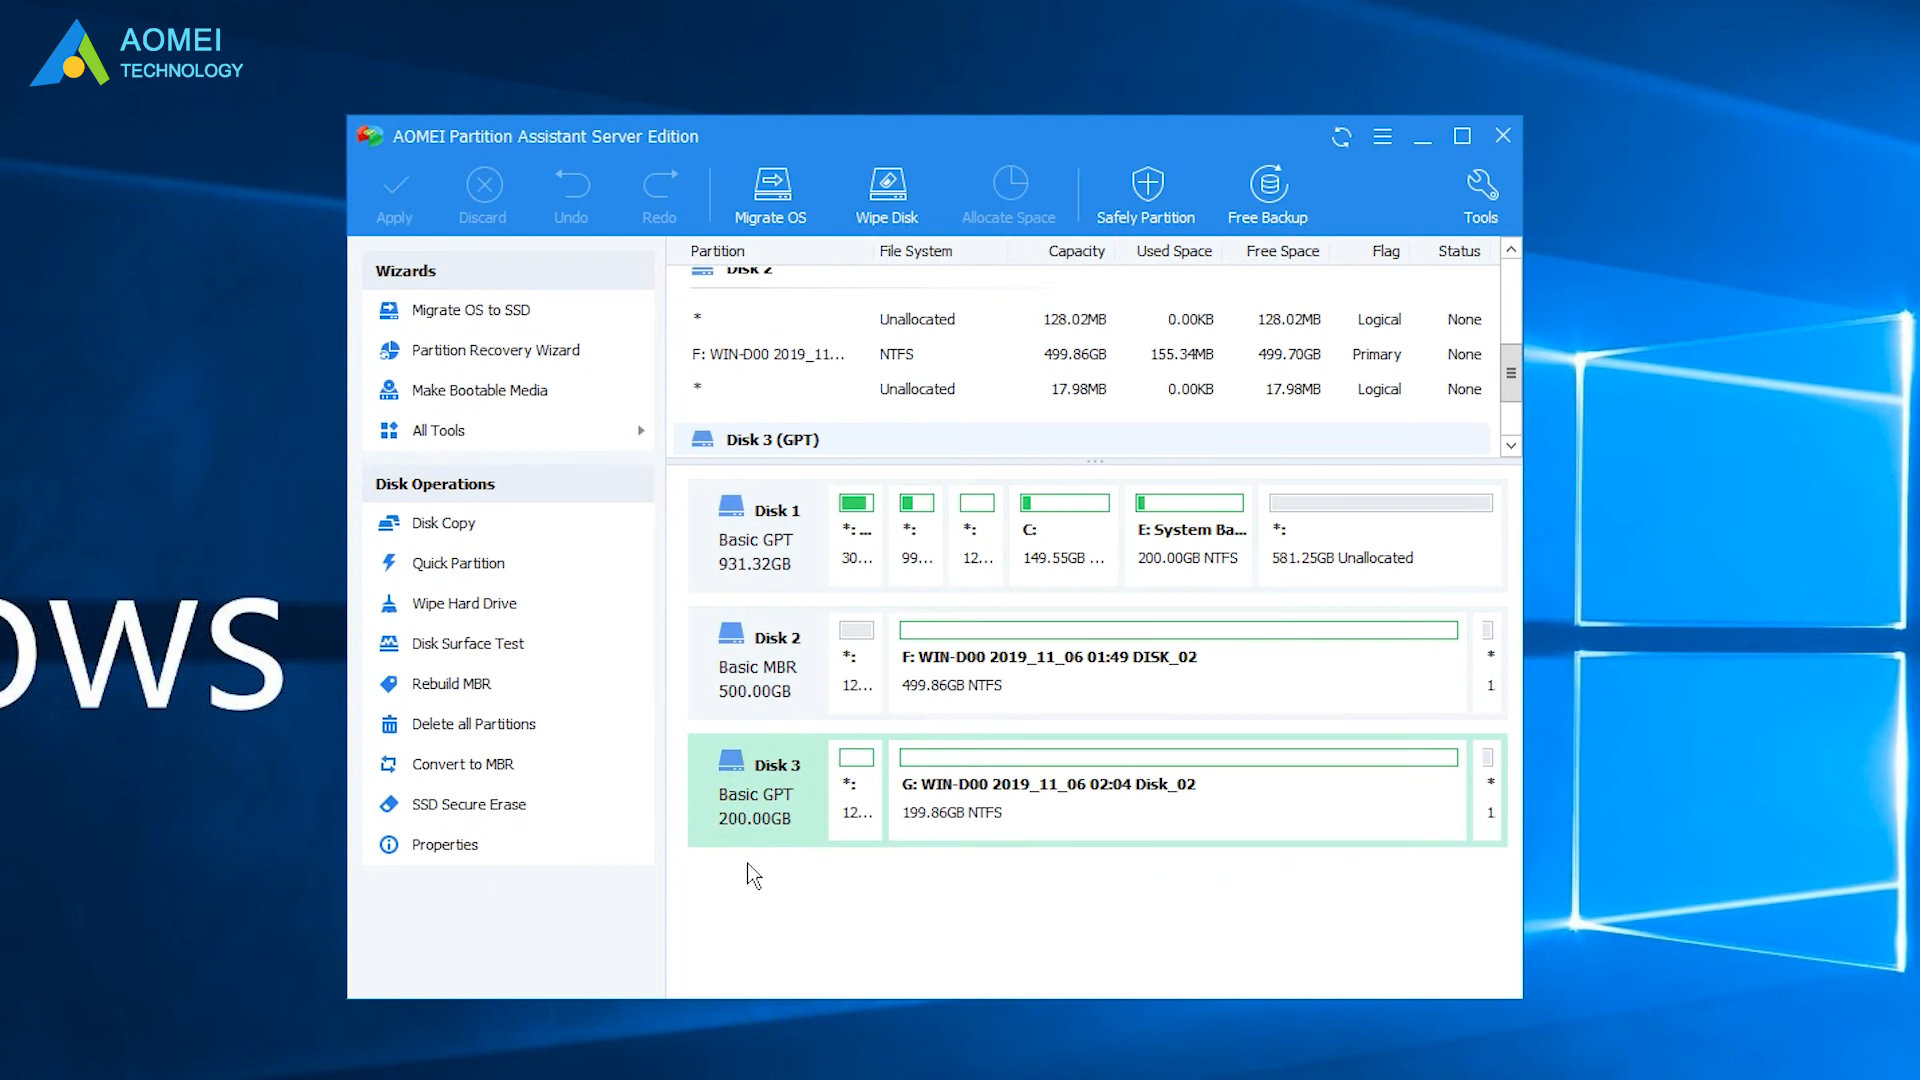 AOMEI
TECHNOLOGY
AOMEI Partition Assistant Server Edition
Apply
Discard
Undo
Redo
Migrate OS
Wipe Disk
Allocate Space
Safely Partition
Free Backup
Tools
Wizards
Migrate OS to SSD
Partition Recovery Wizard
Make Bootable Media
All Tools
Disk Operations
Disk Copy
Quick Partition
Wipe Hard Drive
Disk Surface Test
Rebuild MBR
Delete all Partitions
Convert to MBR
SSD Secure Erase
Properties
Partition File System Capacity Used Space Free Space Flag Status
Disk 2
* Unallocated 128.02MB 0.00KB 128.02MB Logical None
F: WIN-D00 2019_11... NTFS 499.86GB 155.34MB 499.70GB Primary None
* Unallocated 17.98MB 0.00KB 17.98MB Logical None
Disk 3 (GPT)
Disk 1
Basic GPT
931.32GB
*: ...
30...
*:
99...
*:
12...
C:
149.55GB ...
E: System Ba...
200.00GB NTFS
*:
581.25GB Unallocated
Disk 2
Basic MBR
500.00GB
*:
12...
F: WIN-D00 2019_11_06 01:49 DISK_02
499.86GB NTFS
*
1
Disk 3
Basic GPT
200.00GB
*:
12...
G: WIN-D00 2019_11_06 02:04 Disk_02
199.86GB NTFS
*
1
OWS